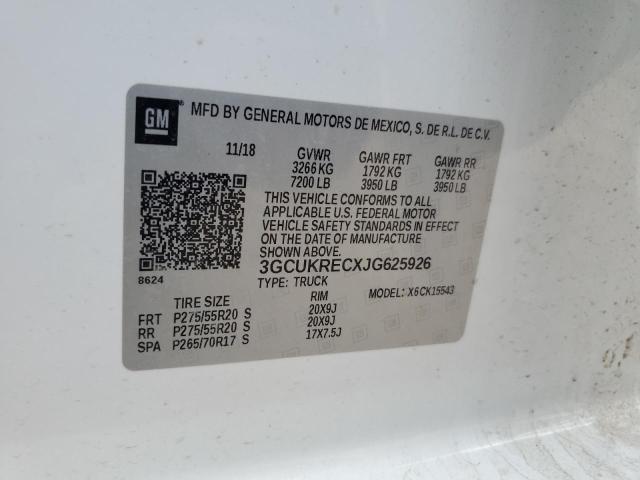 GM ® MFD BY GENERAL MOTORS DE MEXICO, S. DE R.L. DE C.V.
11/18 GVWR GAWR FRT GAWR RR
3266 KG 1792 KG 1792 KG
7200 LB 3950 LB 3950 LB
THIS VEHICLE CONFORMS TO ALL
APPLICABLE U.S. FEDERAL MOTOR
VEHICLE SAFETY STANDARDS IN EFFECT
ON THE DATE OF MANUFACTURE
SHOWN ABOVE.
3GCUKRECXJG625926
8624 TYPE: TRUCK MODEL: X6CK15543
TIRE SIZE RIM
FRT P275/55R20 S 20X9J
RR P275/55R20 S 20X9J
SPA P265/70R17 S 17X7.5J